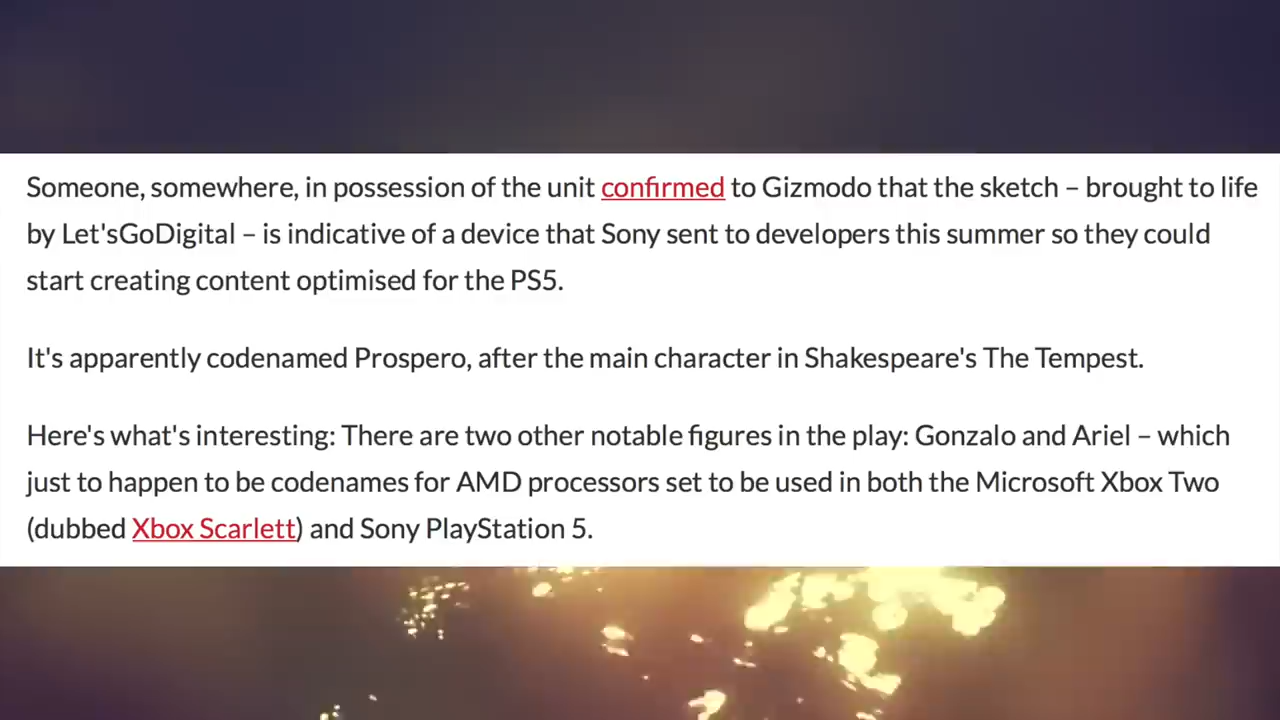 Someone, somewhere, in possession of the unit confirmed to Gizmodo that the sketch – brought to life
by Let'sGoDigital – is indicative of a device that Sony sent to developers this summer so they could
start creating content optimised for the PS5.
It's apparently codenamed Prospero, after the main character in Shakespeare's The Tempest.
Here's what's interesting: There are two other notable figures in the play: Gonzalo and Ariel – which
just to happen to be codenames for AMD processors set to be used in both the Microsoft Xbox Two
(dubbed Xbox Scarlett) and Sony PlayStation 5.